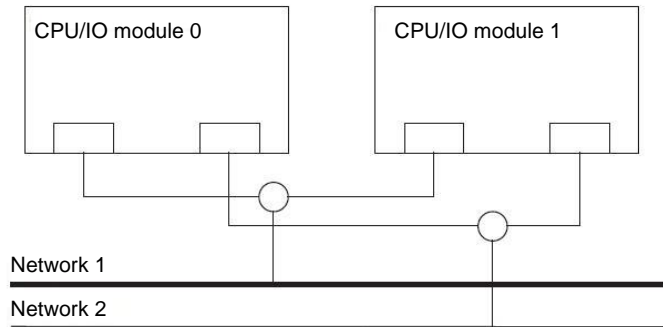 CPU/IO module 0
CPU/IO module 1
Network 1
Network 2